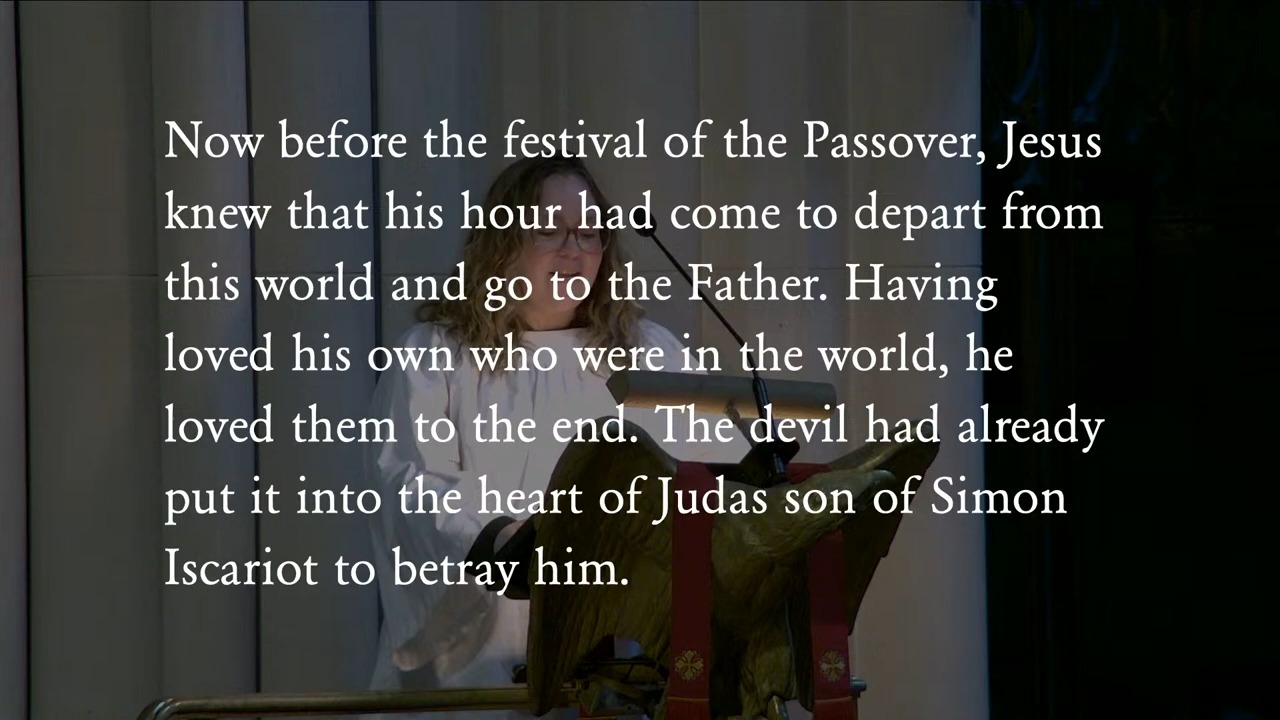 Now before the festival of the Passover, Jesus
knew that his hour had come to depart from
this world and go to the Father. Having
loved his own who were in the world, he
loved them to the end. The devil had already
put it into the heart of Judas son of Simon
Iscariot to betray him.